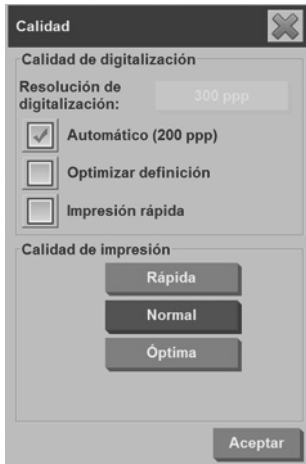 Calidad
Calidad de digitalización
Resolución de
digitalización:
300 ppp
Automático (200 ppp)
Optimizar definición
Impresión rápida
Calidad de impresión
Rápida
Normal
Óptima
Aceptar